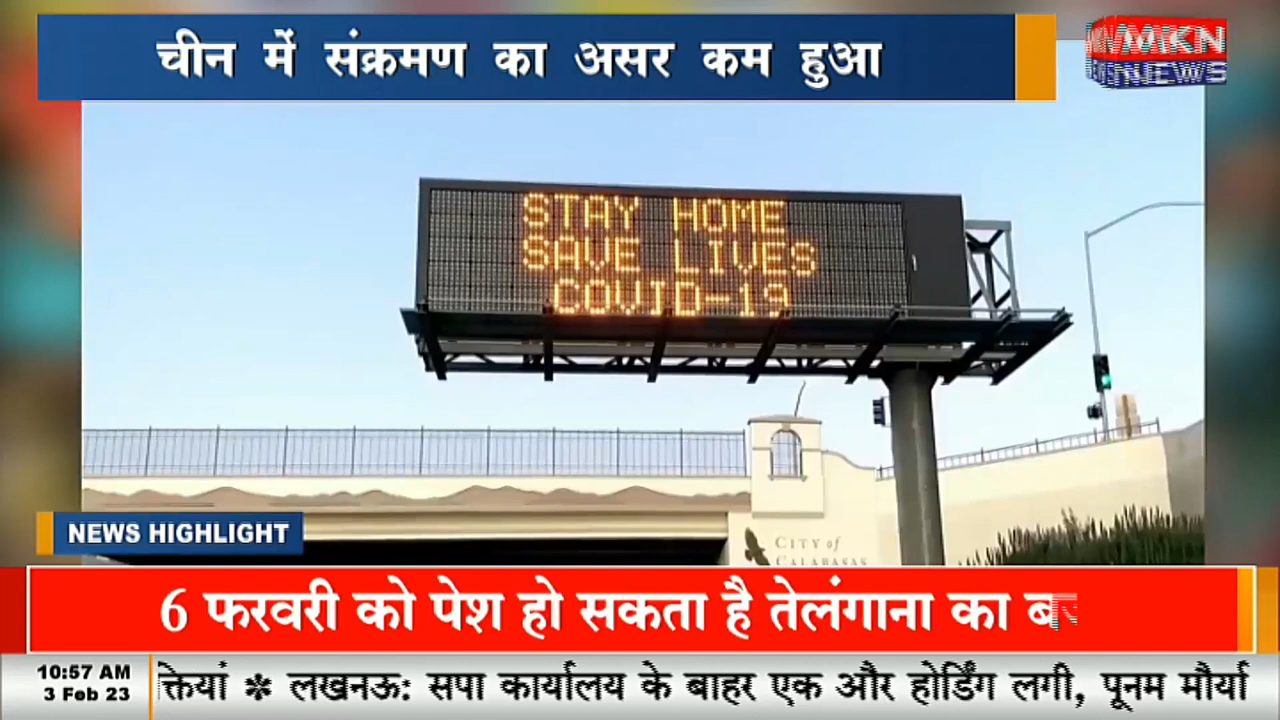 चीन में संक्रमण का असर कम हुआ
MKN
NEWS
STAY HOME
SAVE LIVES
COVID-19
CITY of
CALABASAS
NEWS HIGHLIGHT
6 फरवरी को पेश हो सकता है तेलंगाना का
10:57 AM
3 Feb 23
क्तियां * लखनऊ: सपा कार्यालय के बाहर एक और होर्डिंग लगी, पूनम मौर्या